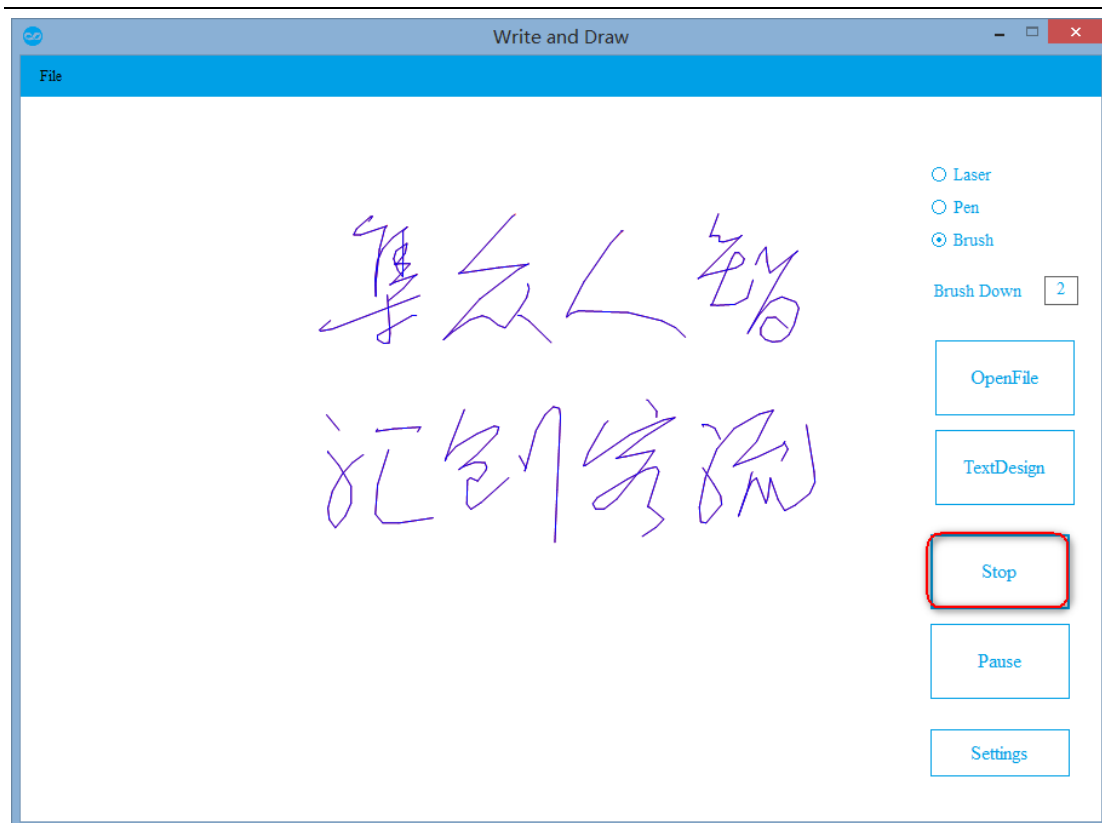 Write and Draw
File
Laser
Pen
Brush
Brush Down 2
集众人智
汇创客流
OpenFile
TextDesign
Stop
Pause
Settings